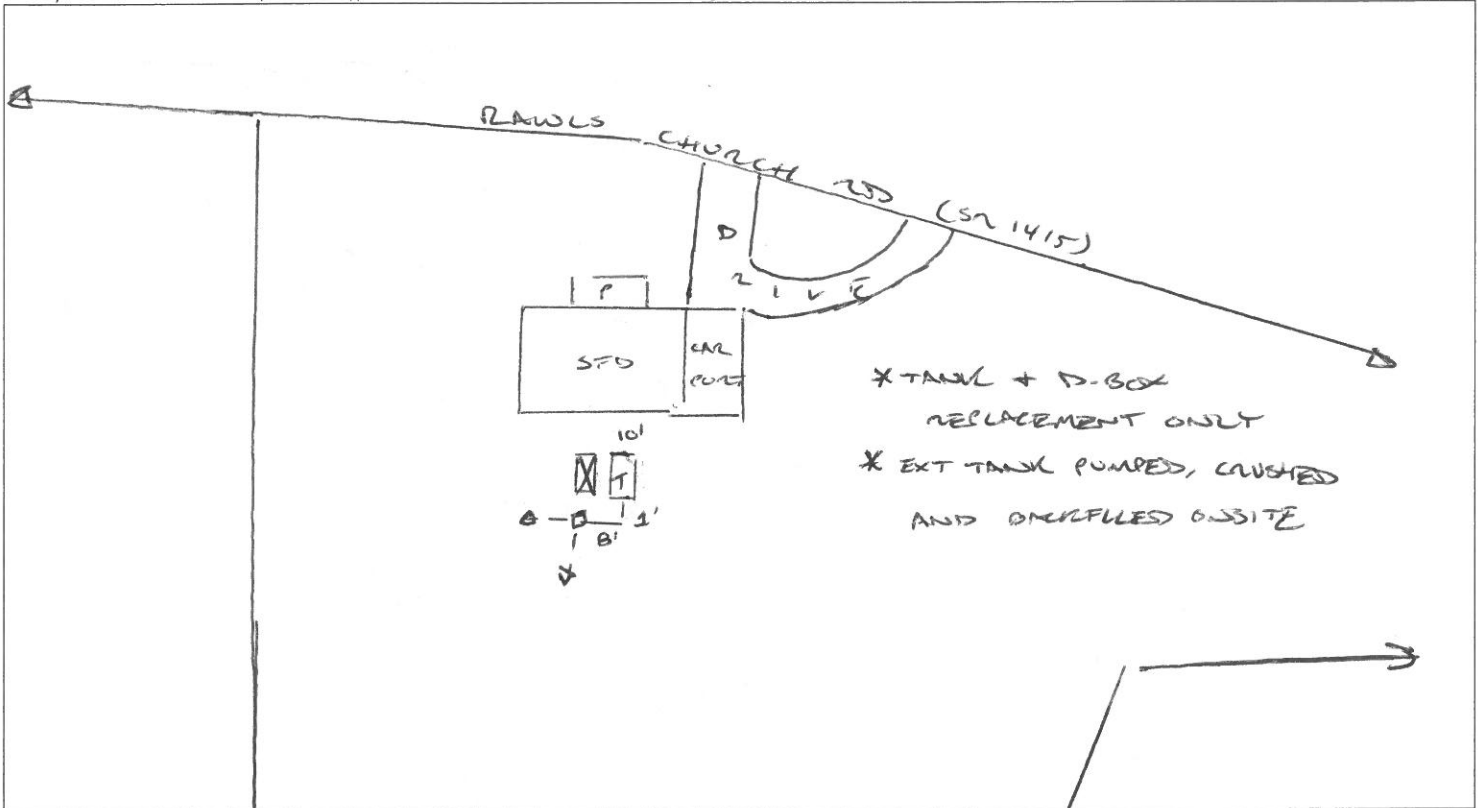 RAWLS CHURCH RD (SR 1415)
DRIVE
P
SFD
CAR
PORT
* TANK + D-BOX
REPLACEMENT ONLY
* EXT TANK PUMPED, CRUSHED
AND BACKFILLED ONSITE
10'
T
1'
8'